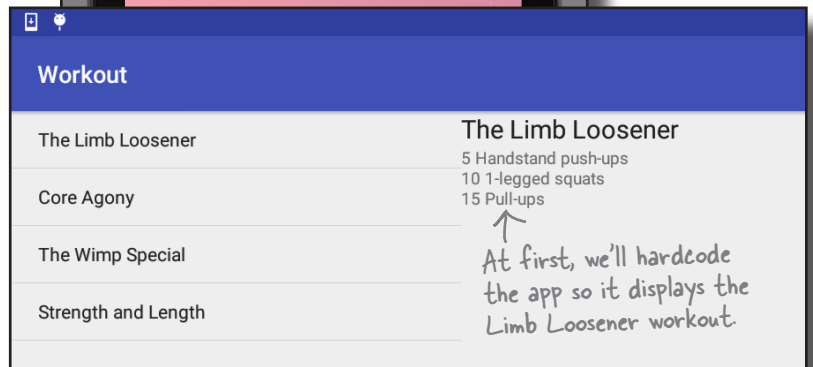 Workout
The Limb Loosener
Core Agony
The Wimp Special
Strength and Length
The Limb Loosener
5 Handstand push-ups
10 1-legged squats
15 Pull-ups
At first, we'll hardcode
the app so it displays the
Limb Loosener workout.